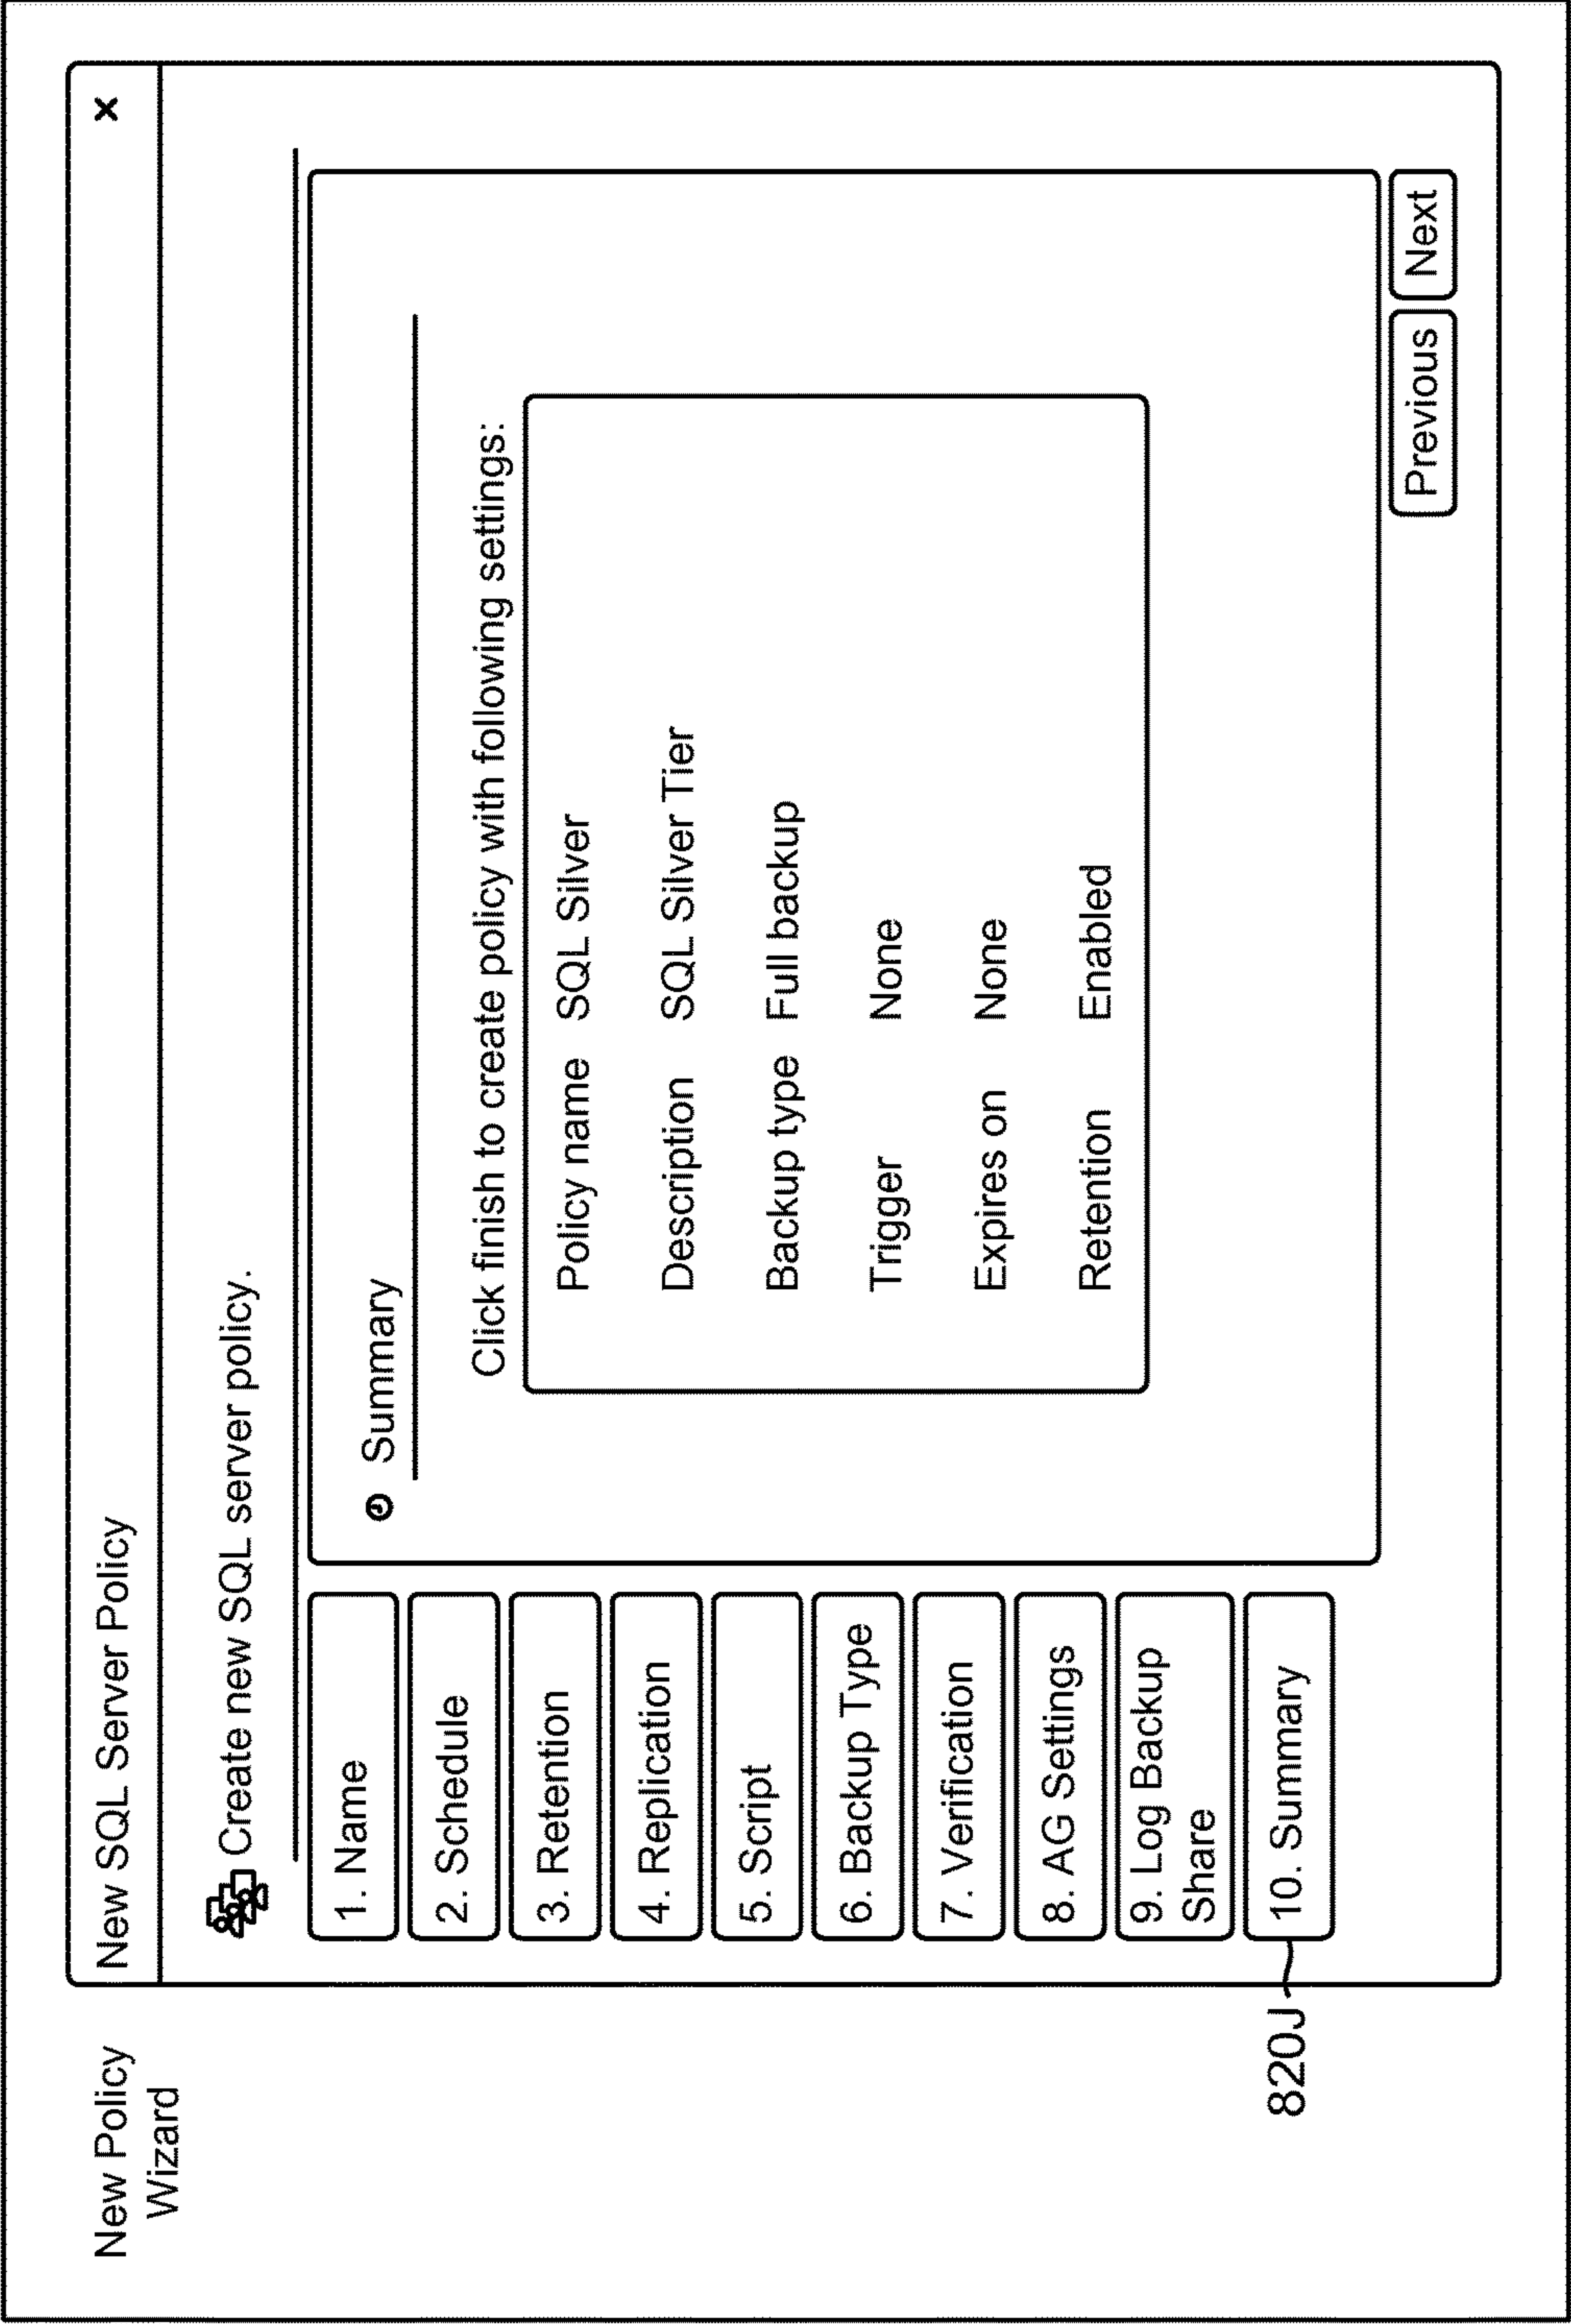 New Policy
Wizard
New SQL Server Policy
x
Create new SQL server policy.
1. Name
2. Schedule
3. Retention
4. Replication
5. Script
6. Backup Type
7. Verification
8. AG Settings
9. Log Backup
Share
10. Summary
820J
Summary
Click finish to create policy with following settings:
Policy name SQL Silver
Description SQL Silver Tier
Backup type Full backup
Trigger None
Expires on None
Retention Enabled
Previous Next